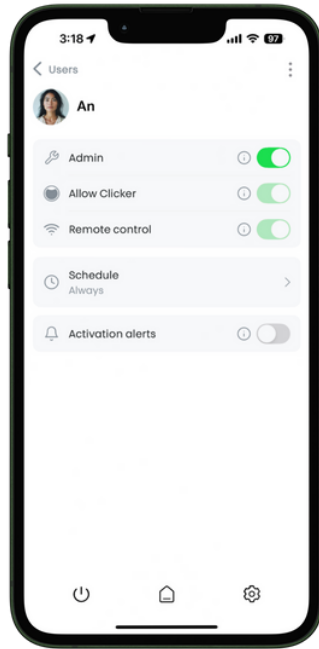 3:18
97
Users
An
Admin
Allow Clicker
Remote control
Schedule
Always
Activation alerts